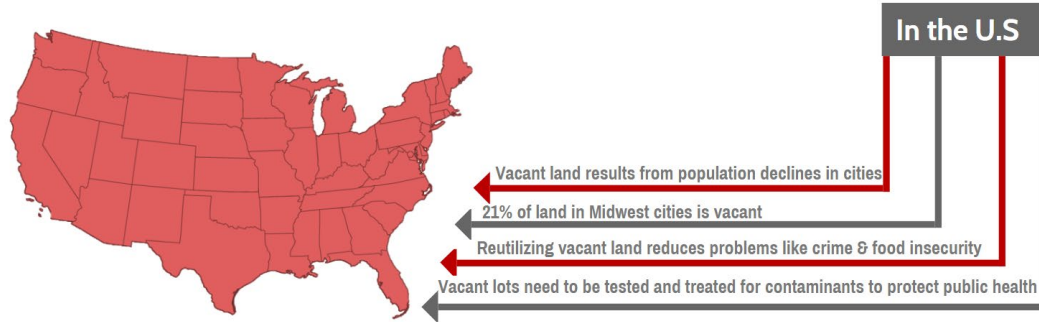 In the U.S
Vacant land results from population declines in cities
21% of land in Midwest cities is vacant
Reutilizing vacant land reduces problems like crime & food insecurity
Vacant lots need to be tested and treated for contaminants to protect public health